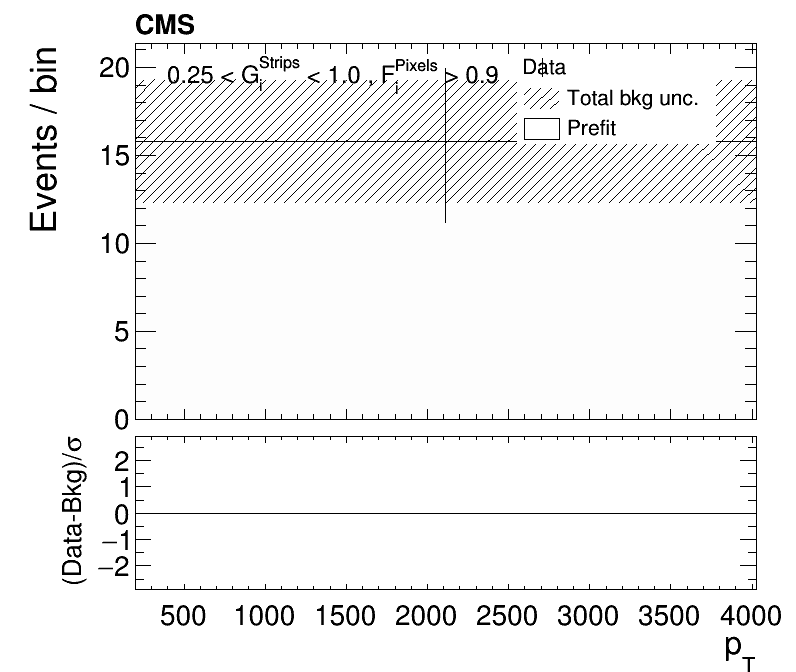 CMS
Events / bin
20
15
10
5
0
0.25 < G_i^Strips < 1.0 , F_i^Pixels > 0.9
Data
Total bkg unc.
Prefit
(Data-Bkg)/σ
2
1
0
−1
−2
500 1000 1500 2000 2500 3000 3500 4000
p_T